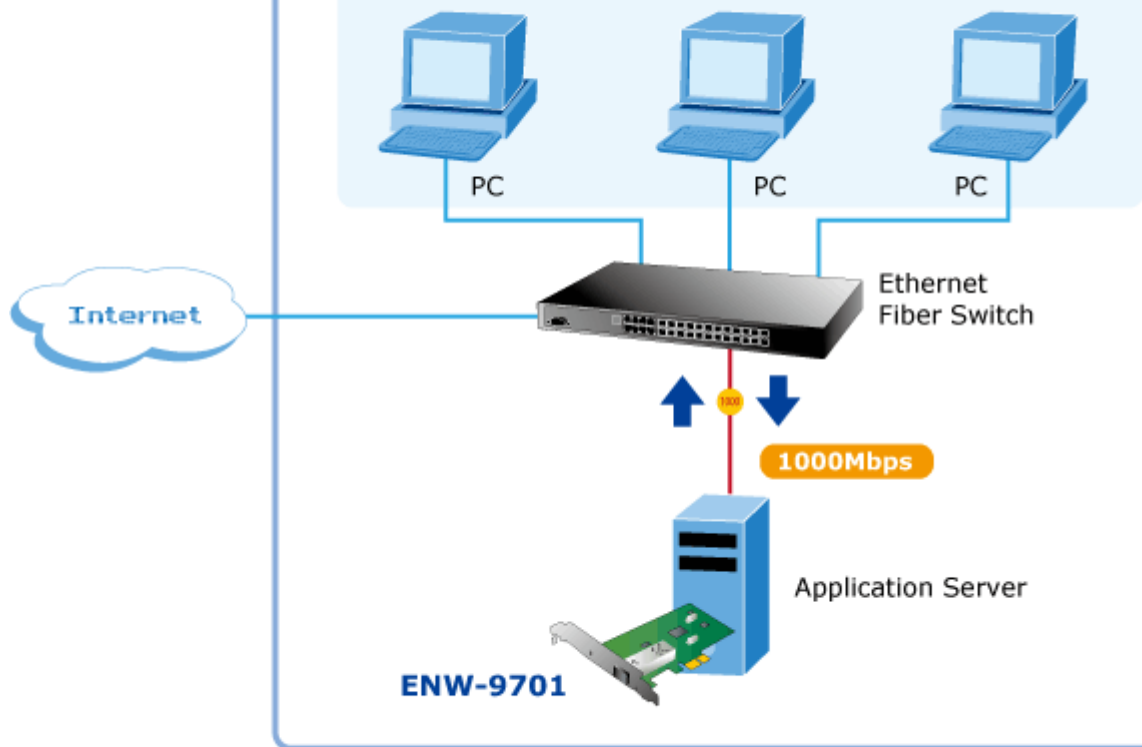 PC
PC
PC
Internet
Ethernet
Fiber Switch
1000
1000Mbps
Application Server
ENW-9701